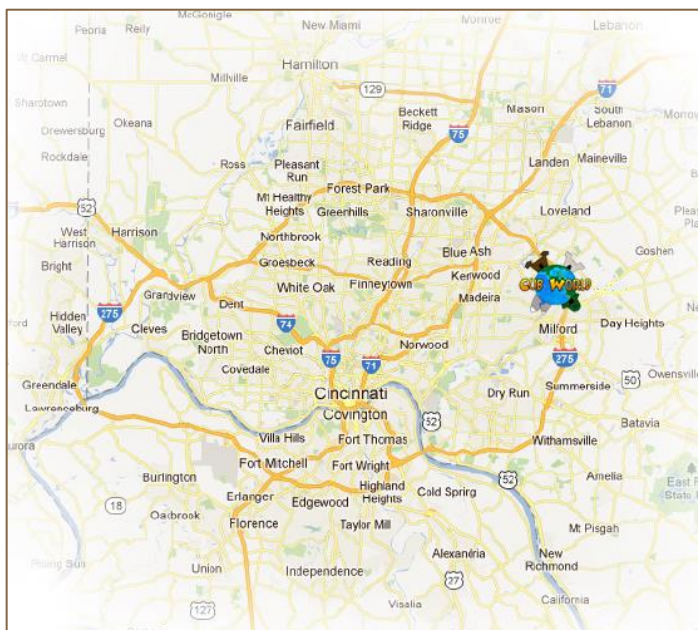 McGonigle
New Miami
Monroe
Lebanon
Peoria
Reily
Mt Carmel
Millville
Hamilton
129
71
Sharptown
Okeana
Beckett
Ridge
Mason
South
Lebanon
Drewersburg
Fairfield
75
Rockdale
Ross
Pleasant
Run
Landen
Maineville
Forest Park
Mt Healthy
Heights
Greenhills
Sharonville
Loveland
52
West
Harrison
Harrison
Northbrook
Blue Ash
Goshen
Bright
Groesbeck
Reading
Kenwood
Grandview
White Oak
Finneytown
CUB WORLD
Dent
Madeira
275
Hidden
Valley
Cleves
74
Milford
Day Heights
Bridgetown
North
Cheviot
75
71
Norwood
275
Covedale
Greendale
Summerside
50
Owensville
Lawrenceburg
Cincinnati
Dry Run
Covington
52
Batavia
Villa Hills
Fort Thomas
Withamsville
Fort Mitchell
Fort Wright
Burlington
Highland
Heights
Cold Spring
52
Amelia
18
Erlanger
Edgewood
Oakbrook
Florence
Taylor Mill
Mt Pisgah
Union
Independence
Alexandria
New
Richmond
Rising Sun
27
127
Visalia
California